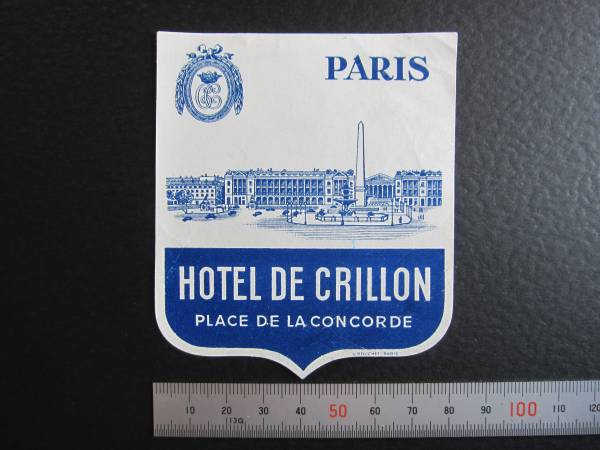 PARIS
HOTEL DE CRILLON
PLACE DE LA CONCORDE
10 20 30 40 50 60 70 80 90 100 110 120
13Q